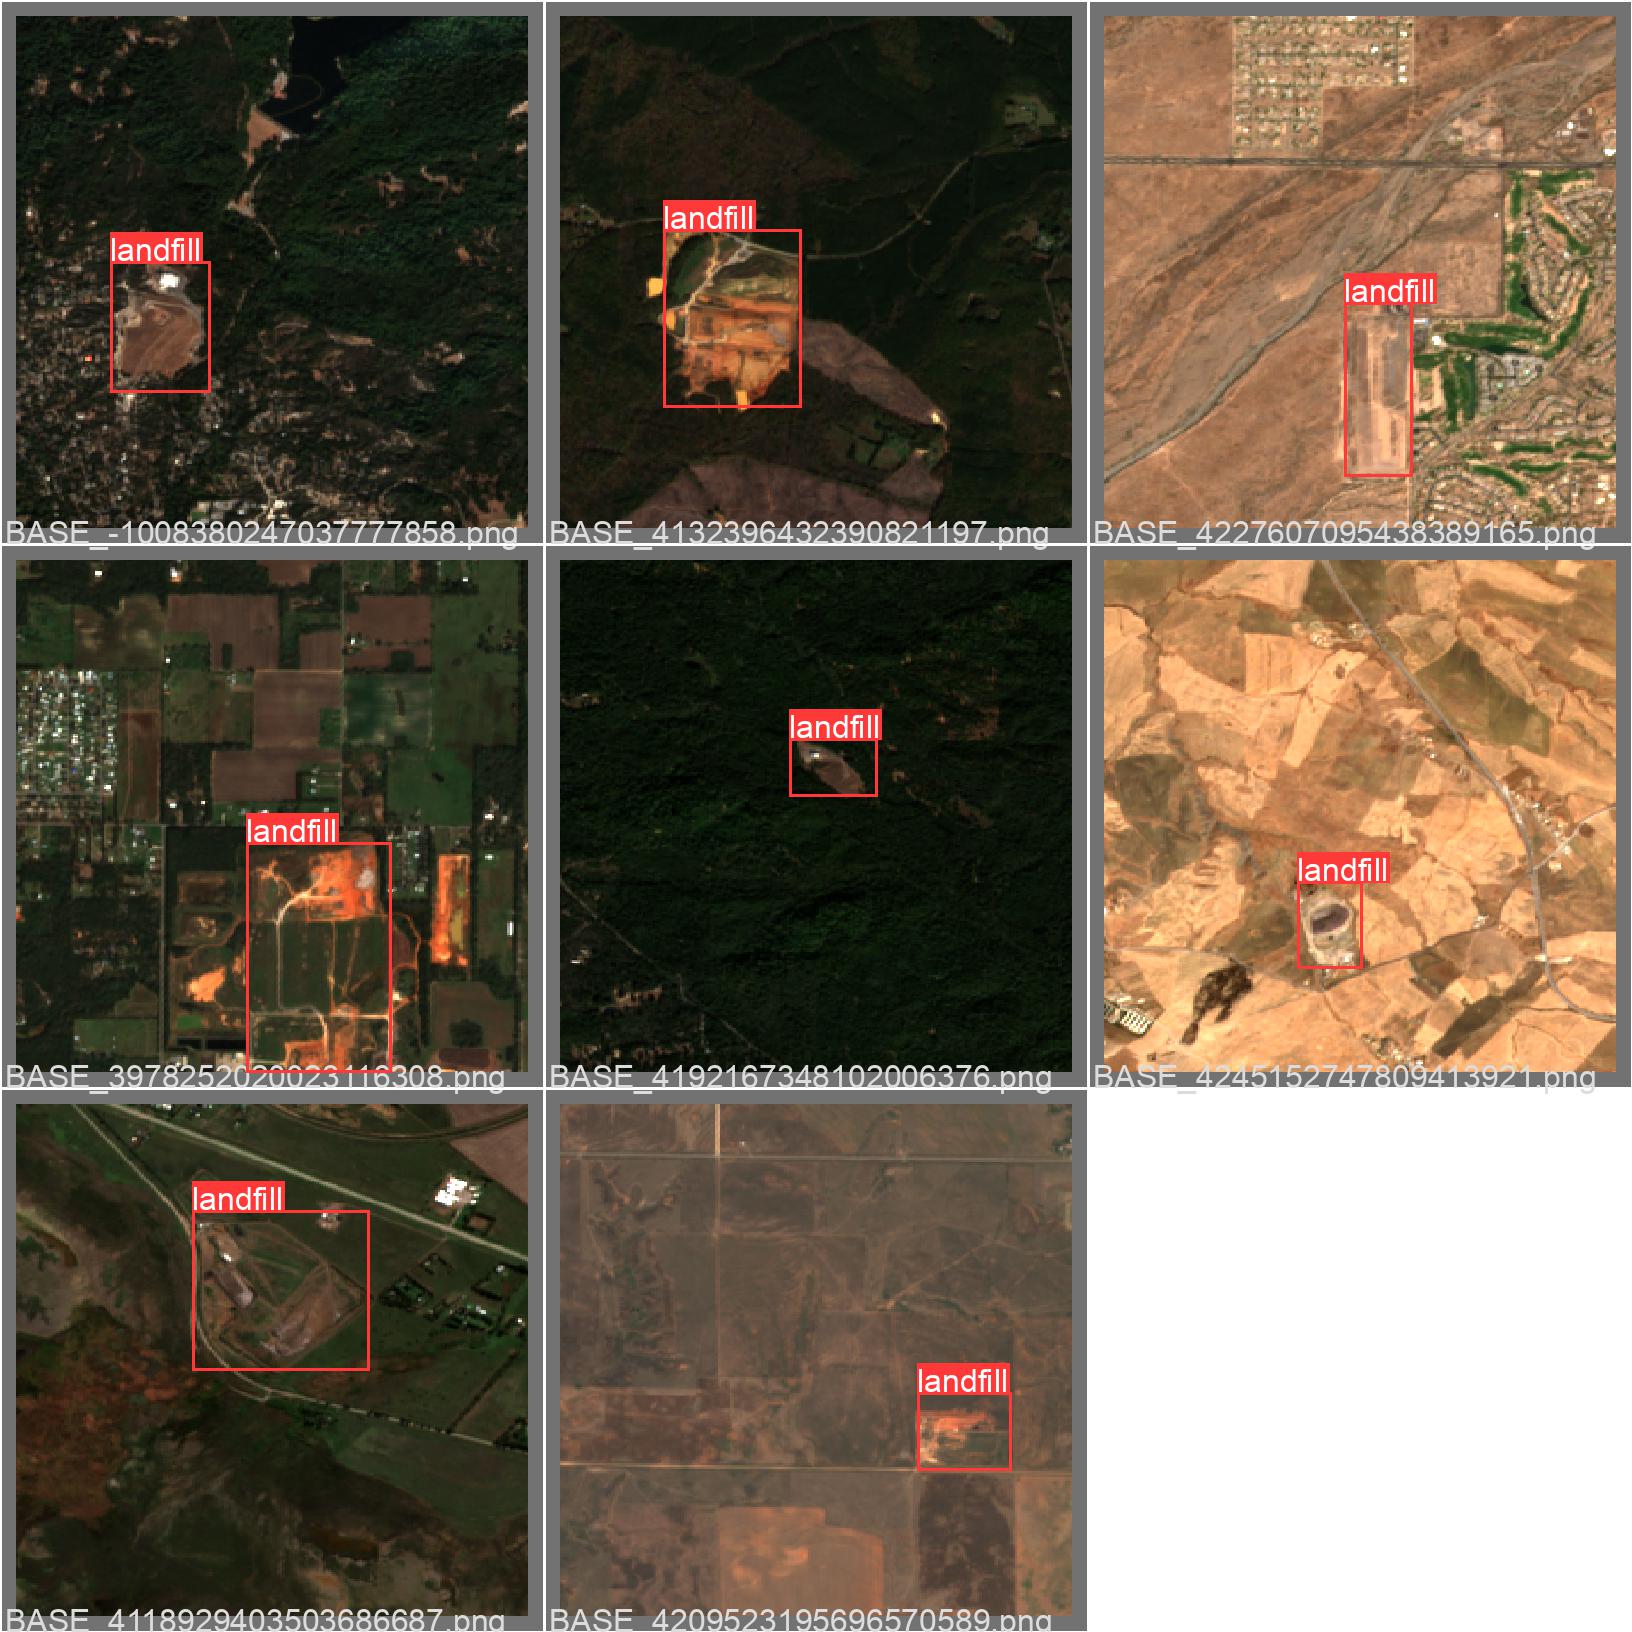 landfill
BASE_-1008380247037777858.png
landfill
BASE_4132396432390821197.png
landfill
BASE_4227607095438389165.png
landfill
BASE_3978252020023116308.png
landfill
BASE_4192167348102006376.png
landfill
BASE_4245152747809413921.png
landfill
BASE_4118929403503686687.png
landfill
BASE_4209523195696570589.png